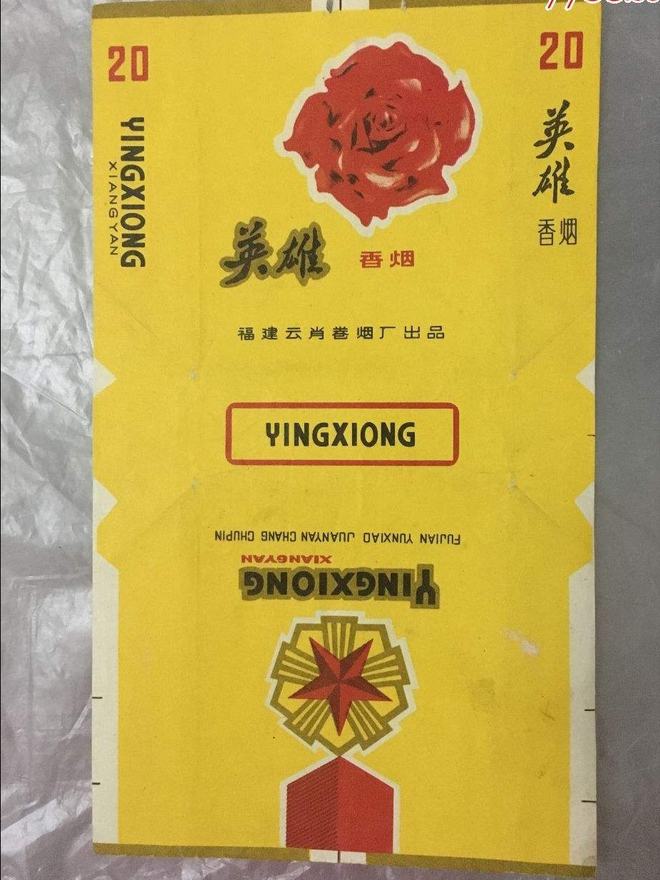 20
YINGXIONG
XIANGYAN
20
英雄
香烟
英雄 香烟
福建云肖卷烟厂出品
YINGXIONG
FUJIAN YUNXIAO JUANYAN CHANG CHUPIN
XIANGYAN
YINGXIONG